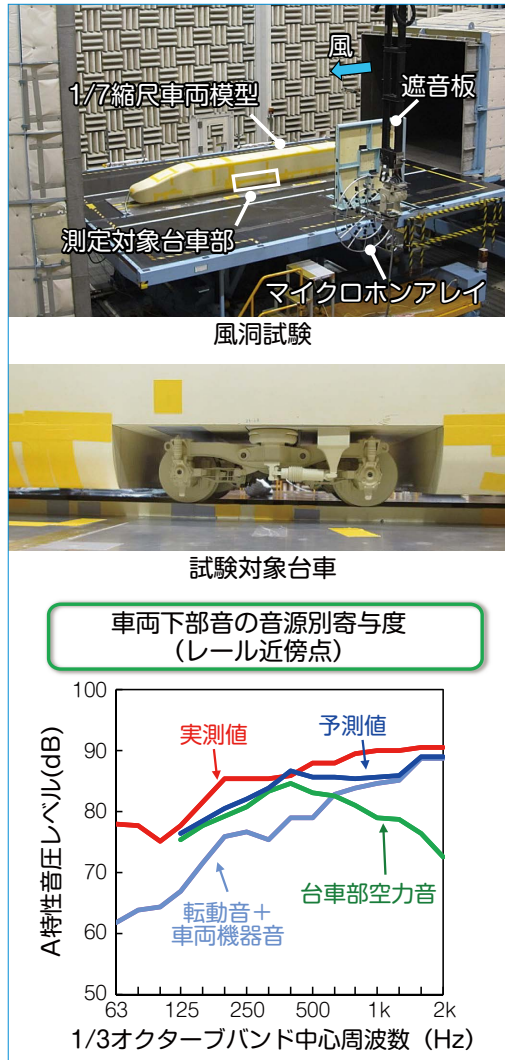 風
1/7縮尺車両模型
遮音板
測定対象台車部
マイクロホンアレイ
風洞試験
試験対象台車
車両下部音の音源別寄与度
(レール近傍点)
100
90
80
70
60
50
A特性音圧レベル(dB)
実測値
予測値
台車部空力音
転動音+
車両機器音
63 125 250 500 1k 2k
1/3オクターブバンド中心周波数(Hz)